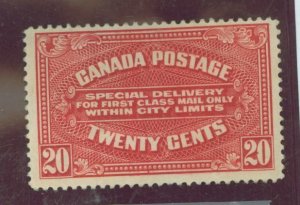 CANADA POSTAGE
SPECIAL DELIVERY
FOR FIRST CLASS MAIL ONLY
WITHIN CITY LIMITS
TWENTY CENTS
20 20